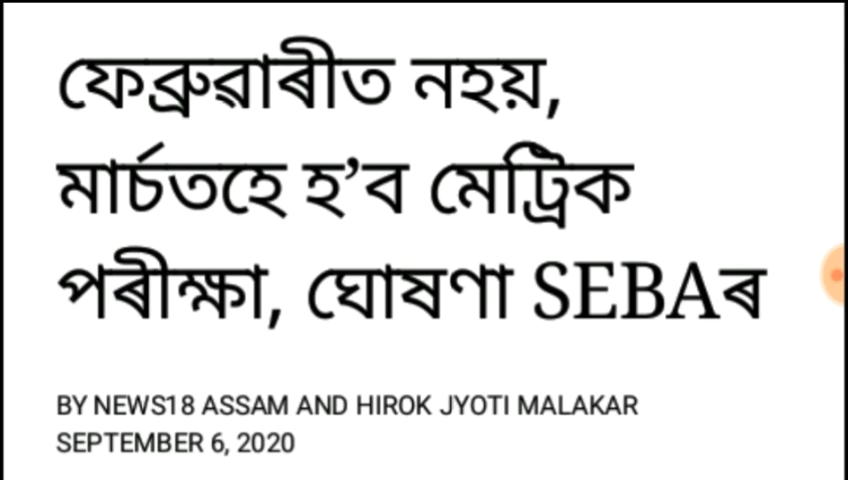 ফেব্ৰুৱাৰীত নহয়,
মাৰ্চতহে হ’ব মেট্ৰিক
পৰীক্ষা, ঘোষণা SEBAৰ
BY NEWS18 ASSAM AND HIROK JYOTI MALAKAR
SEPTEMBER 6, 2020